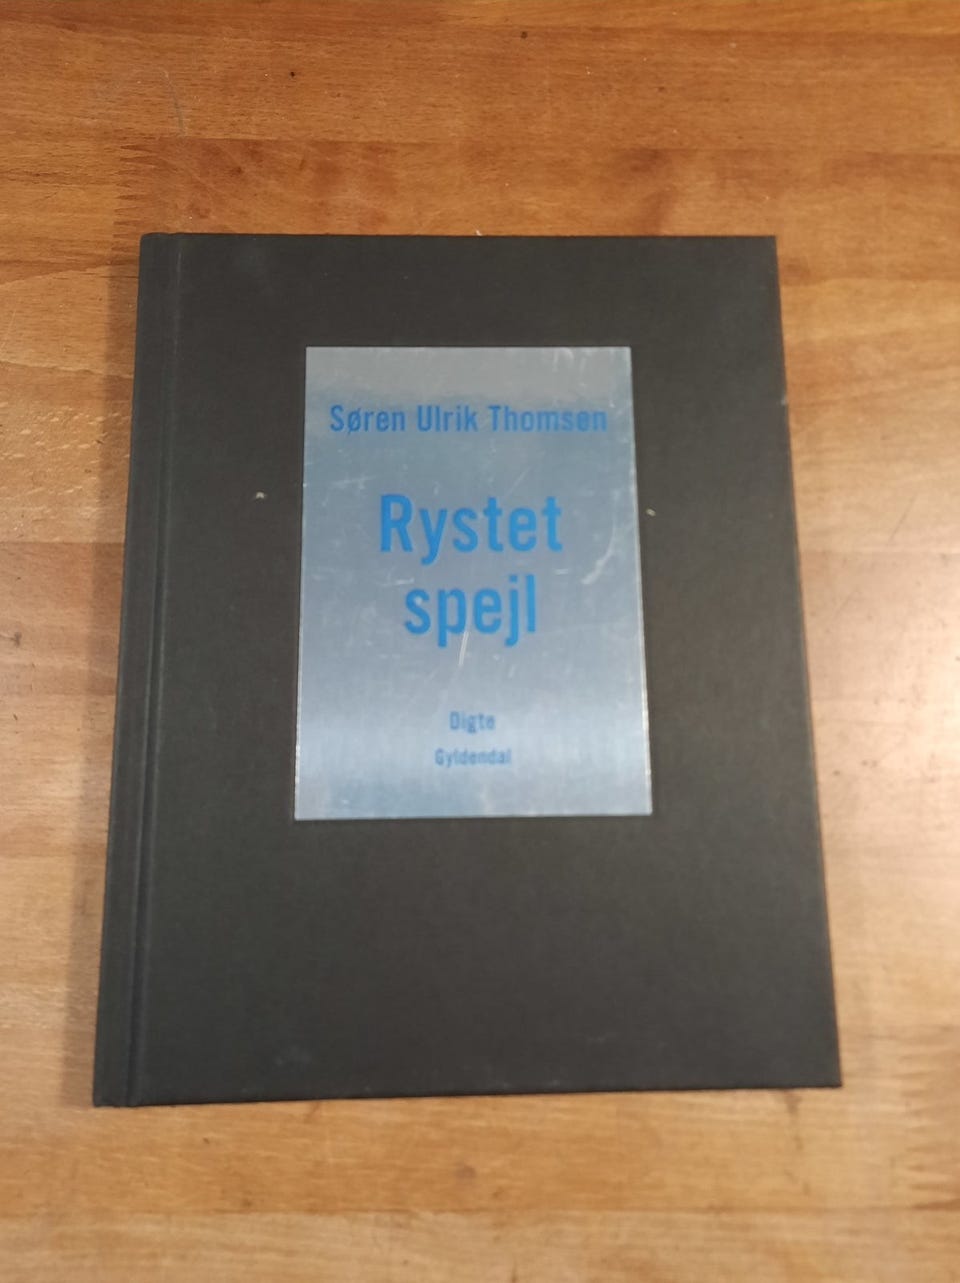 Søren Ulrik Thomsen
Rystet
spejl
Digte
Gyldendal